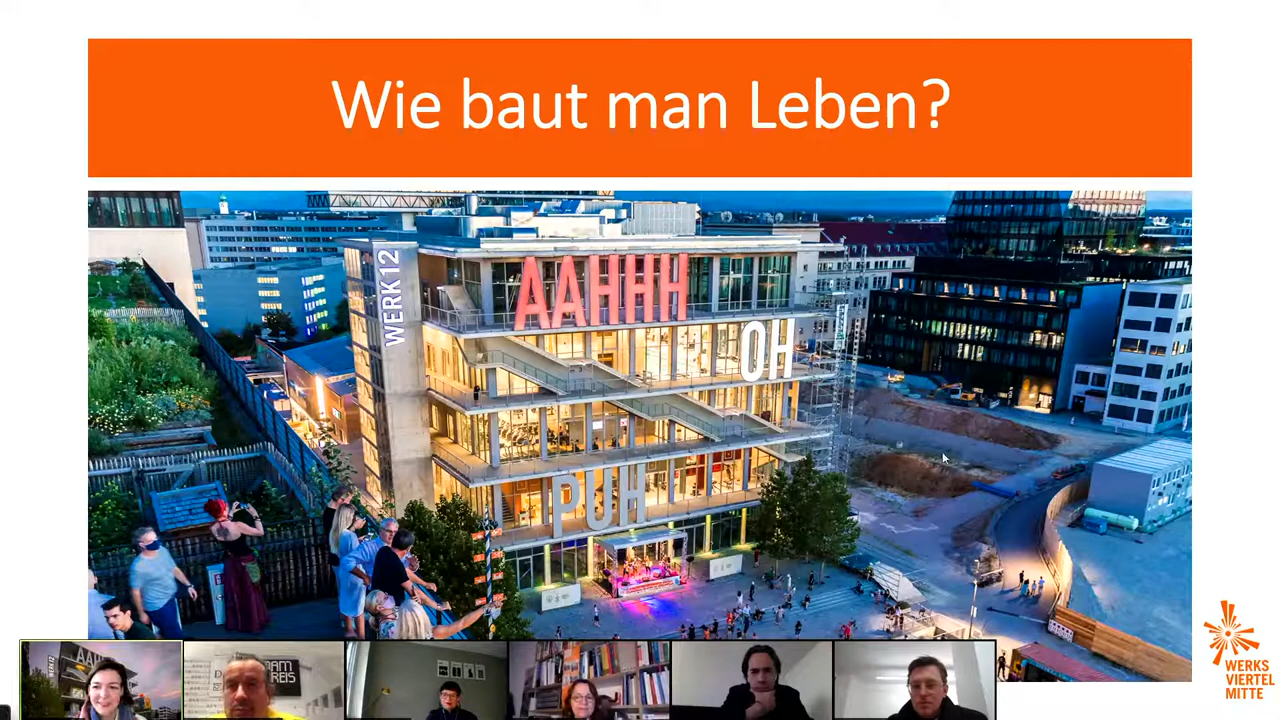 Wie baut man Leben?
WERK12
AAHHH
OH
PUH
WERKS
VIERTEL
MITTE